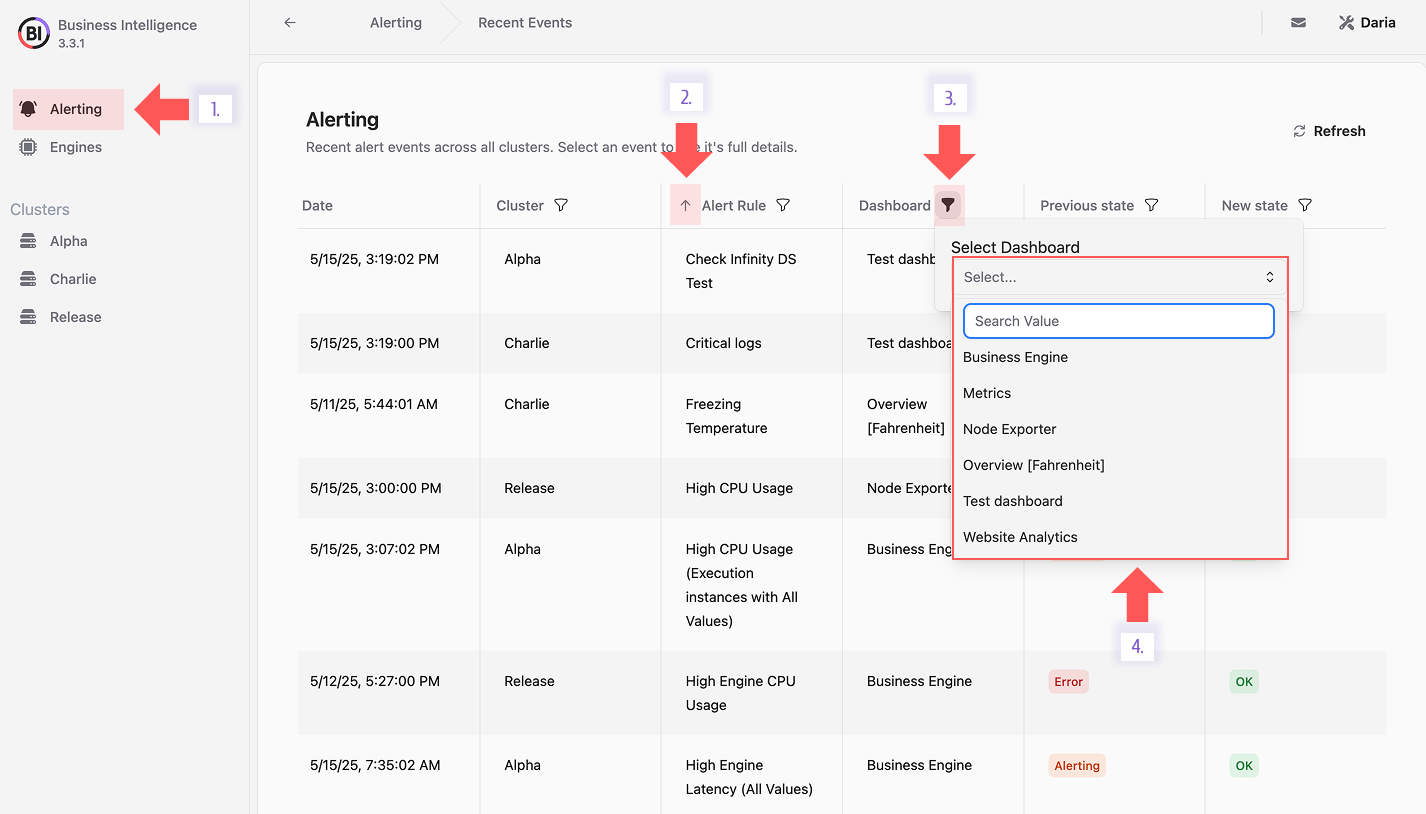 BI
Business Intelligence
3.3.1
Alerting
Recent Events
Daria
Alerting
1.
Engines
Clusters
Alpha
Charlie
Release
2.
3.
Alerting
Recent alert events across all clusters. Select an event to it's full details.
Refresh
Date
Cluster
Alert Rule
Dashboard
Previous state
New state
Select Dashboard
Select...
Search Value
Business Engine
Metrics
Node Exporter
Overview [Fahrenheit]
Test dashboard
Website Analytics
4.
5/15/25, 3:19:02 PM
Alpha
Check Infinity DS
Test
Test dashb
5/15/25, 3:19:00 PM
Charlie
Critical logs
Test dashboa
5/11/25, 5:44:01 AM
Charlie
Freezing
Temperature
Overview
[Fahrenheit]
5/15/25, 3:00:00 PM
Release
High CPU Usage
Node Exporte
5/15/25, 3:07:02 PM
Alpha
High CPU Usage
(Execution
instances with All
Values)
Business Eng
5/12/25, 5:27:00 PM
Release
High Engine CPU
Usage
Business Engine
Error
OK
5/15/25, 7:35:02 AM
Alpha
High Engine
Latency (All Values)
Business Engine
Alerting
OK